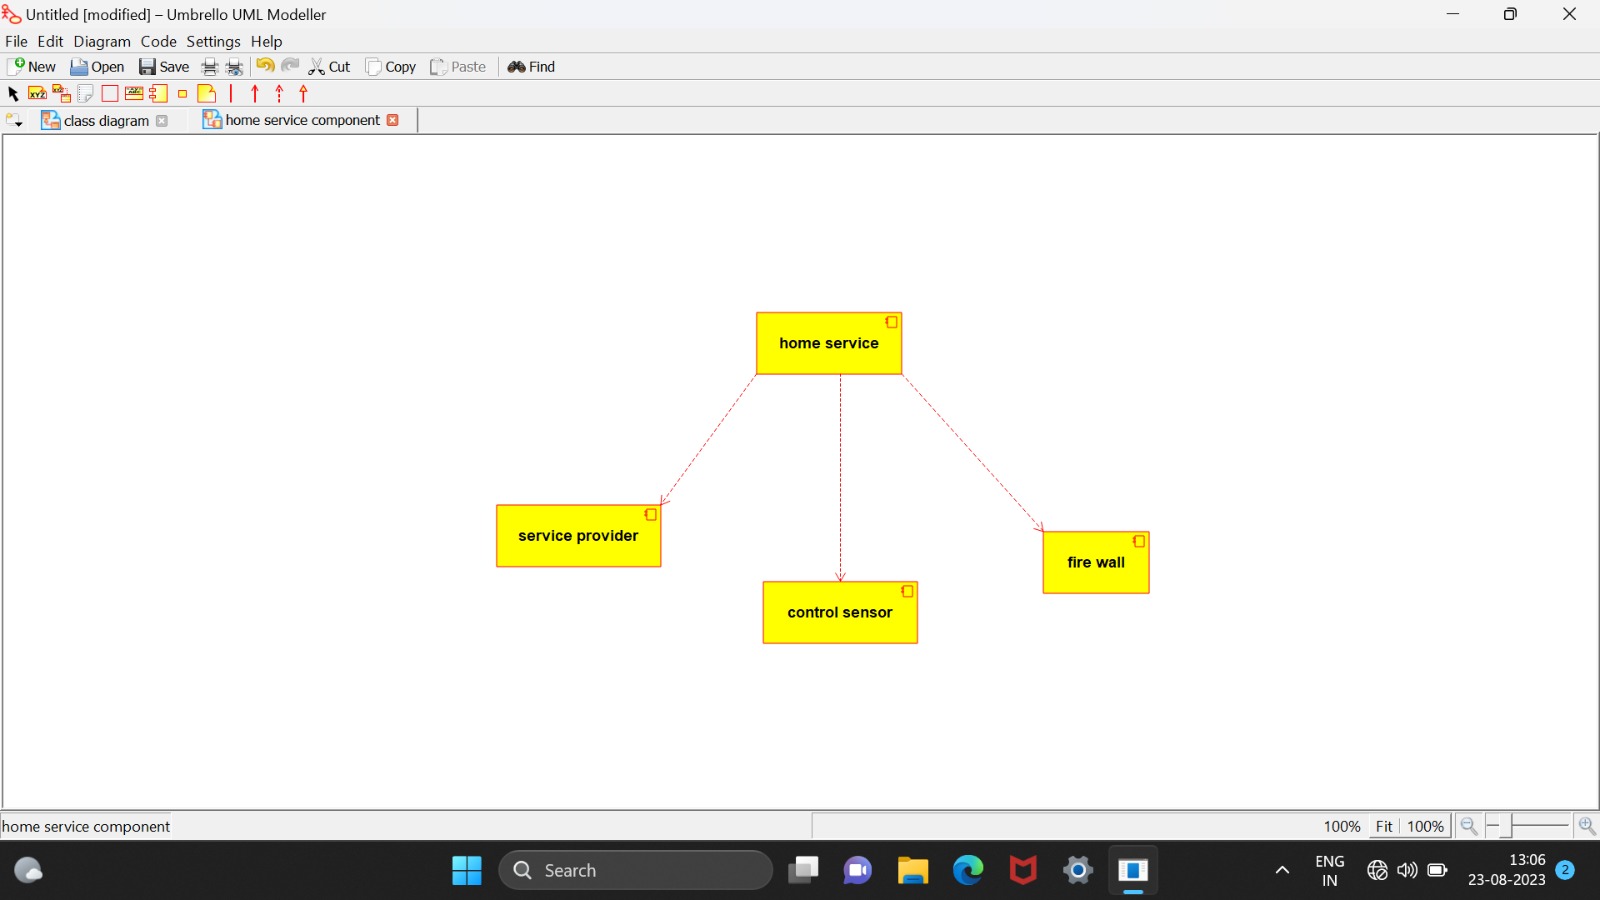 Untitled [modified] – Umbrello UML Modeller
File Edit Diagram Code Settings Help
New Open Save Cut Copy Paste Find
class diagram home service component
home service
service provider
fire wall
control sensor
home service component 100% Fit 100%
Search
ENG
IN
13:06
23-08-2023
2